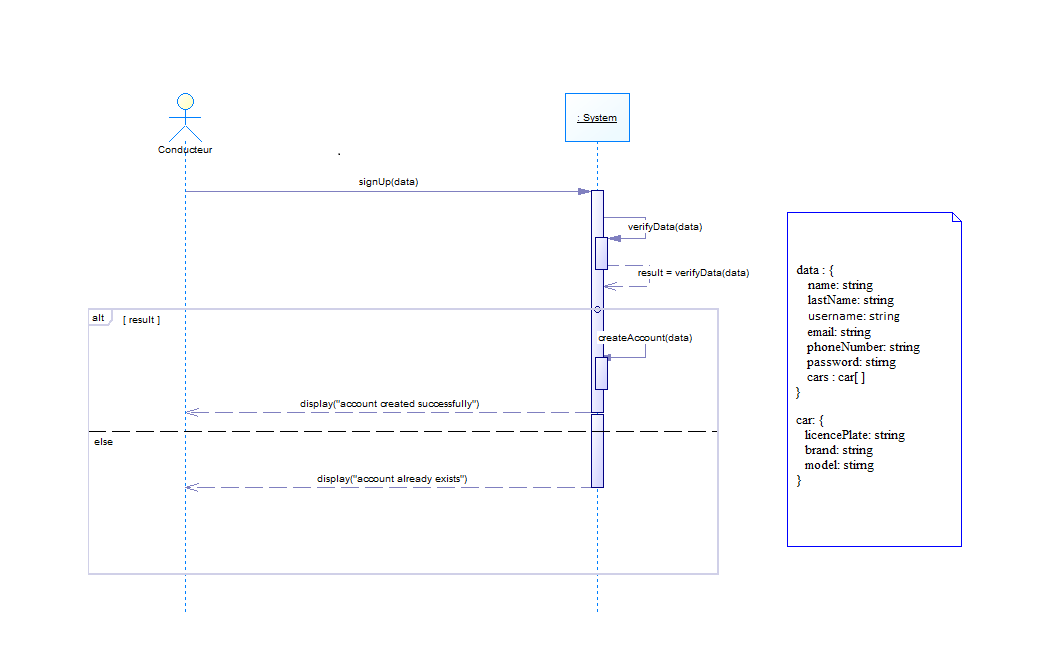 Conducteur
: System
signUp(data)
verifyData(data)
result = verifyData(data)
alt
[ result ]
createAccount(data)
display("account created successfully")
else
display("account already exists")
data : {
name: string
lastName: string
username: string
email: string
phoneNumber: string
password: stirng
cars : car[ ]
}
car: {
licencePlate: string
brand: string
model: stirng
}